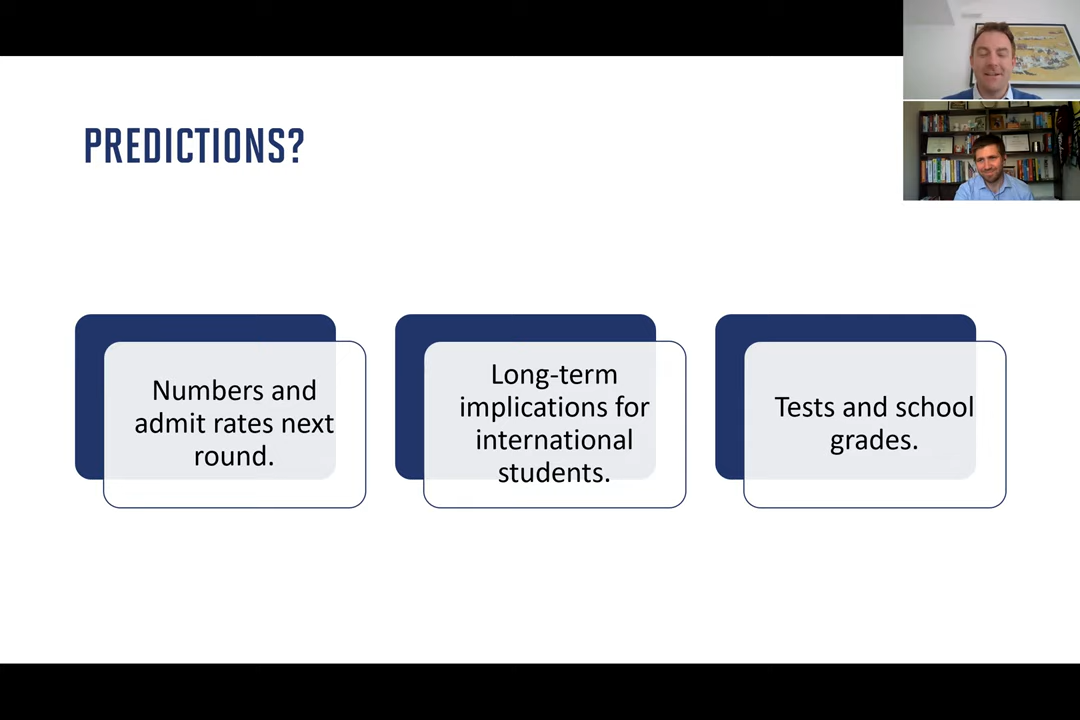 PREDICTIONS?
Numbers and
admit rates next
round.
Long-term
implications for
international
students.
Tests and school
grades.